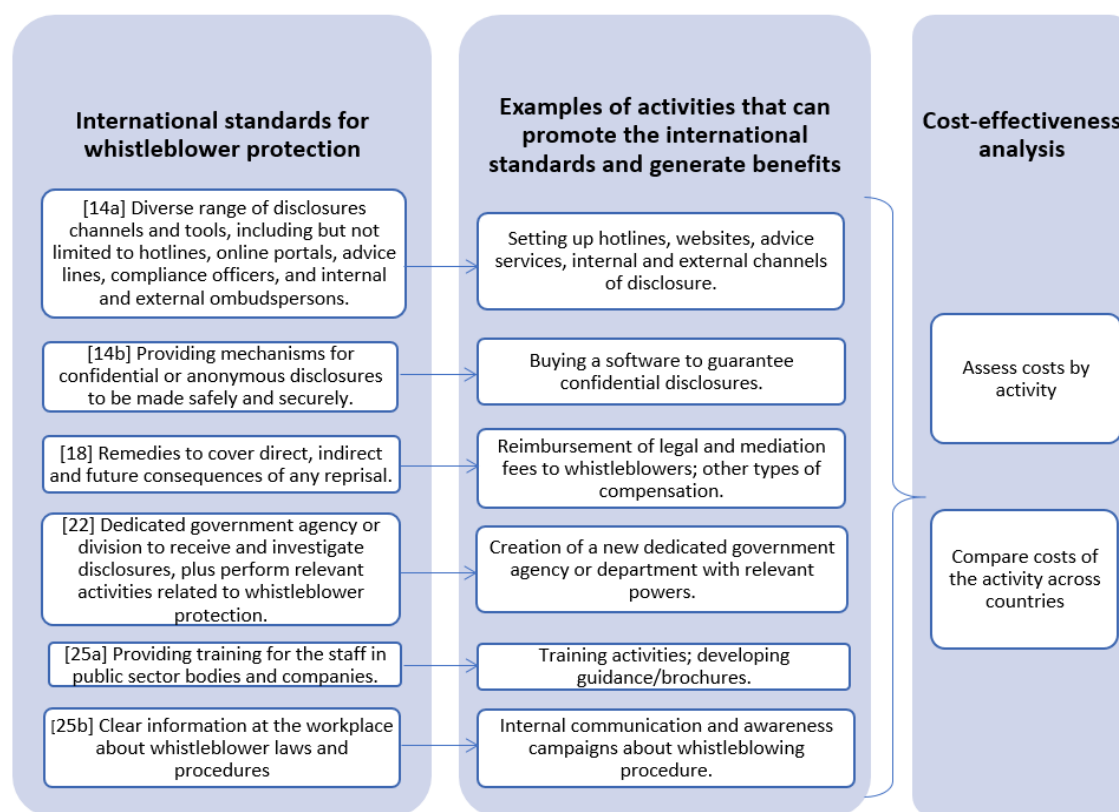 International standards for
whistleblower protection
[14a] Diverse range of disclosures
channels and tools, including but not
limited to hotlines, online portals, advice
lines, compliance officers, and internal
and external ombudspersons.
[14b] Providing mechanisms for
confidential or anonymous disclosures
to be made safely and securely.
[18] Remedies to cover direct, indirect
and future consequences of any reprisal.
[22] Dedicated government agency or
division to receive and investigate
disclosures, plus perform relevant
activities related to whistleblower
protection.
[25a] Providing training for the staff in
public sector bodies and companies.
[25b] Clear information at the workplace
about whistleblower laws and
procedures
Examples of activities that can
promote the international
standards and generate benefits
Setting up hotlines, websites, advice
services, internal and external channels
of disclosure.
Buying a software to guarantee
confidential disclosures.
Reimbursement of legal and mediation
fees to whistleblowers; other types of
compensation.
Creation of a new dedicated government
agency or department with relevant
powers.
Training activities; developing
guidance/brochures.
Internal communication and awareness
campaigns about whistleblowing
procedure.
Cost-effectiveness
analysis
Assess costs by
activity
Compare costs of
the activity across
countries